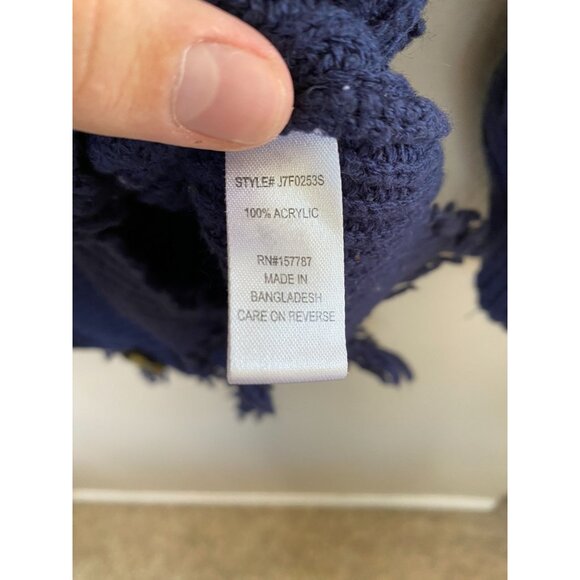 STYLE# J7F0253S
100% ACRYLIC
RN#157787
MADE IN
BANGLADESH
CARE ON REVERSE